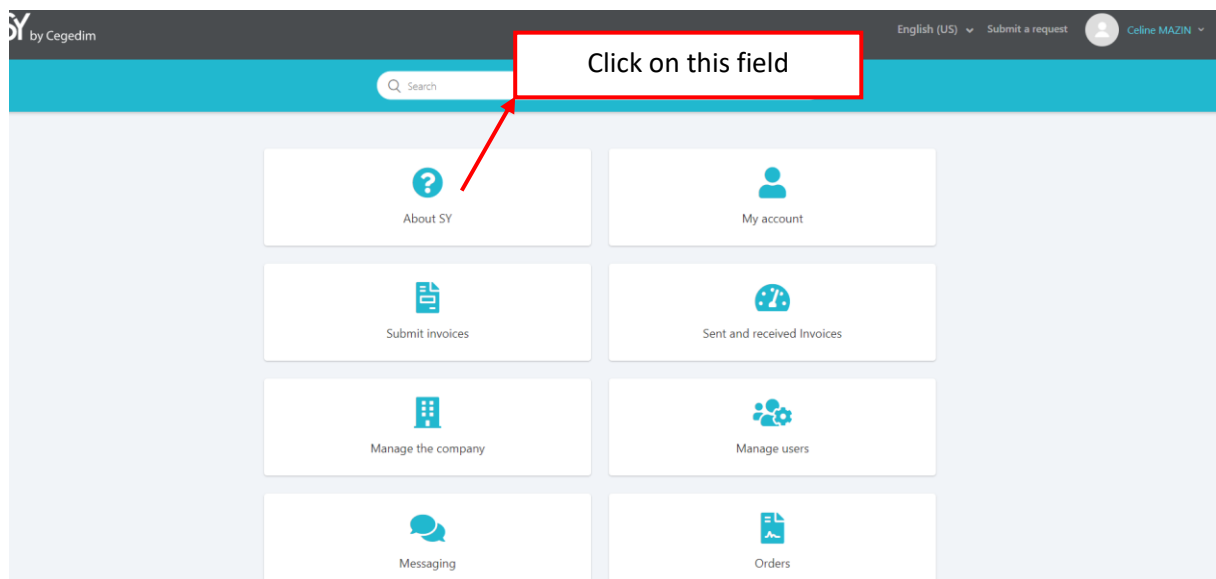 SY by Cegedim
English (US) Submit a request Celine MAZIN
Click on this field
Search
About SY
My account
Submit invoices
Sent and received Invoices
Manage the company
Manage users
Messaging
Orders